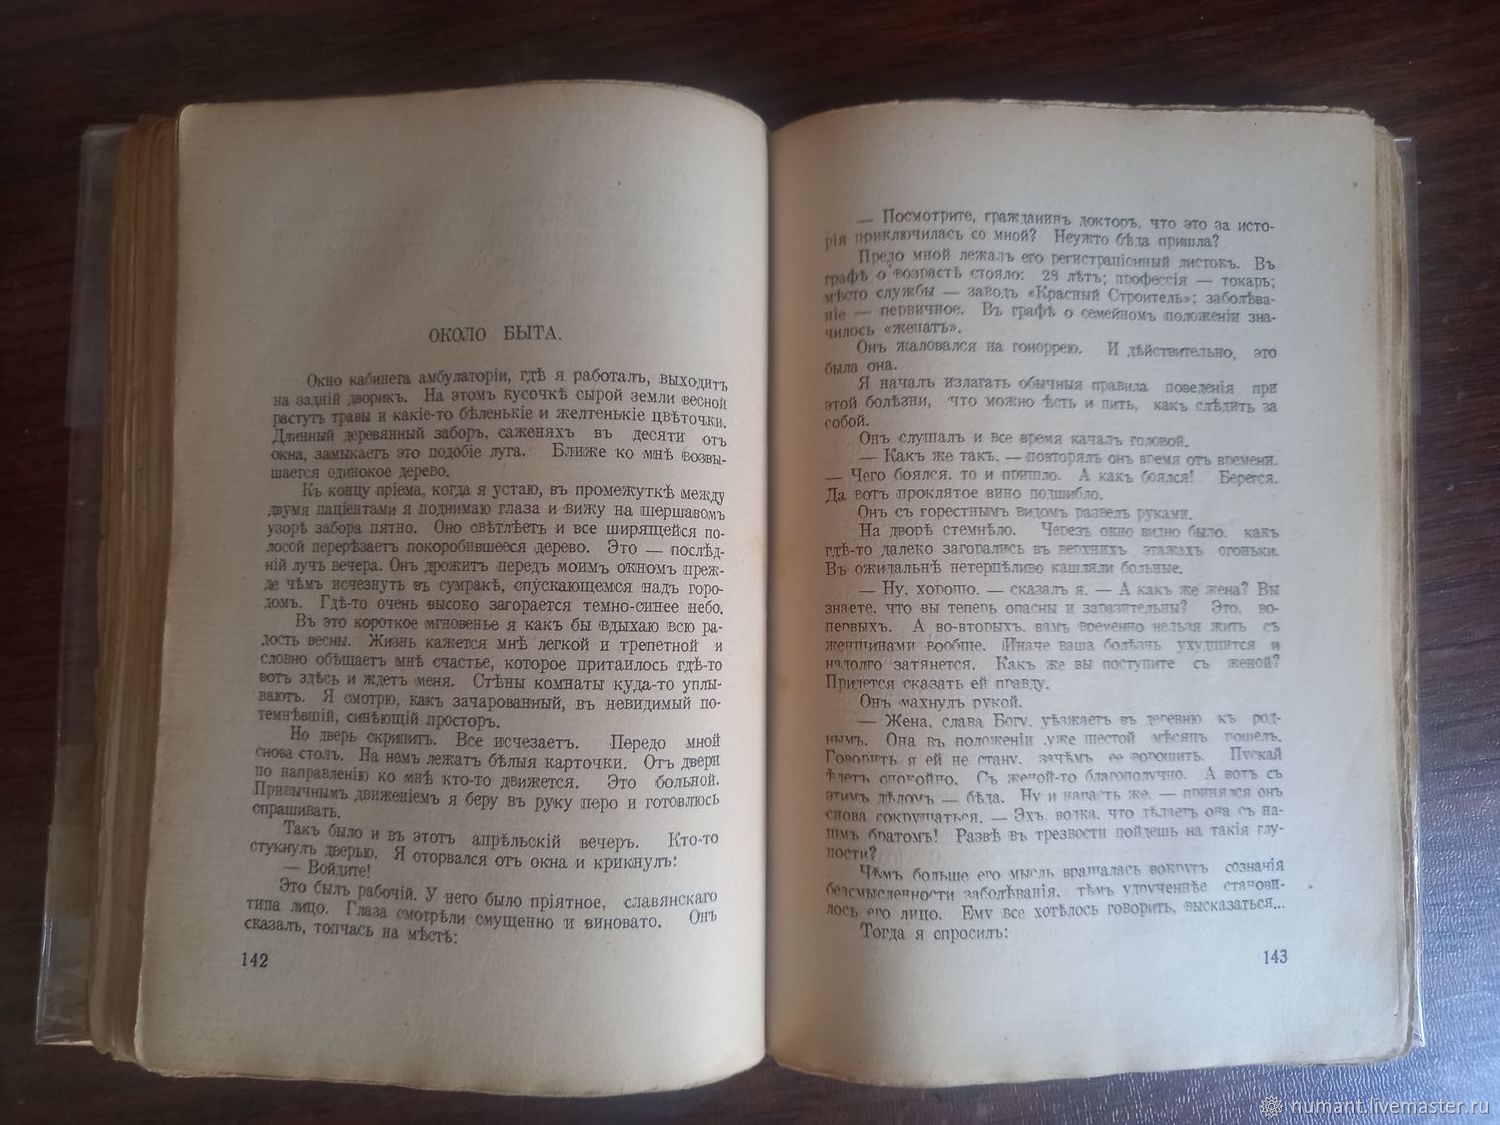 ОКОЛО БЫТА.
Окно кабинета амбулаторіи, гдѣ я работалъ, выходитъ
на задній дворикъ. На этомъ кусочкѣ сырой земли весной
растутъ травы и какіе-то бѣленькіе и желтенькіе цвѣточки.
Длинный деревянный заборъ, саженяхъ въ десяти отъ
окна, замыкаетъ это подобіе луга. Ближе ко мнѣ возвы-
шается одинокое дерево.
Къ концу пріема, когда я устаю, въ промежуткѣ между
двумя паціентами я поднимаю глаза и вижу на шершавомъ
узорѣ забора пятно. Оно свѣтлѣетъ и все ширящейся по-
лосой перерѣзаетъ покоробившееся дерево. Это — послѣд-
ній лучъ вечера. Онъ дрожитъ передъ моимъ окномъ преж-
де чѣмъ исчезнуть въ сумракѣ, спускающемся надъ горо-
домъ. Гдѣ-то очень высоко загорается темно-синее небо.
Въ это короткое мгновенье я какъ бы вдыхаю всю ра-
дость весны. Жизнь кажется мнѣ легкой и трепетной и
словно обѣщаетъ мнѣ счастье, которое притаилось гдѣ-то
вотъ здѣсь и ждетъ меня. Стѣны комнаты куда-то уплы-
ваютъ. Я смотрю, какъ зачарованный, въ невидимый по-
темнѣвшій, синѣющій просторъ.
Но дверь скрипитъ. Все исчезаетъ. Передо мной
снова столъ. На немъ лежатъ бѣлыя карточки. Отъ двери
по направленію ко мнѣ кто-то движется. Это больной.
Привычнымъ движеніемъ я беру въ руку перо и готовлюсь
спрашивать.
Такъ было и въ этотъ апрѣльскій вечеръ. Кто-то
стукнулъ дверью. Я оторвался отъ окна и крикнулъ:
— Войдите!
Это былъ рабочій. У него было пріятное, славянскаго
типа лицо. Глаза смотрѣли смущенно и виновато. Онъ
сказалъ, топчась на мѣстѣ:
142
— Посмотрите, гражданинъ докторъ, что это за исто-
рія приключилась со мной? Неужто бѣда пришла?
Предо мной лежалъ его регистраціонный листокъ. Въ
графѣ о возрастѣ стояло: 28 лѣтъ; профессія — токарь;
мѣсто службы — заводъ «Красный Строитель»; заболѣва-
ніе — первичное. Въ графѣ о семейномъ положеніи зна-
чилось «женатъ».
Онъ жаловался на гоноррею. И дѣйствительно, это
была она.
Я началъ излагать обычныя правила поведенія при
этой болѣзни, что можно ѣсть и пить, какъ слѣдить за
собой.
Онъ слушалъ и все время качалъ головой.
— Какъ же такъ, — повторялъ онъ время отъ времени.
— Чего боялся, то и пришло. А какъ боялся! Берегся.
Да вотъ проклятое вино подшибло.
Онъ съ горестнымъ видомъ развелъ руками.
На дворѣ стемнѣло. Черезъ окно видно было, какъ
гдѣ-то далеко загорались въ верхнихъ этажахъ огоньки.
Въ ожидальнѣ нетерпѣливо кашляли больные.
— Ну, хорошо, — сказалъ я. — А какъ же жена? Вы
знаете, что вы теперь опасны и заразительны? Это, во-
первыхъ. А во-вторыхъ, вамъ временно нельзя жить съ
женщинами вообще. Иначе ваша болѣзнь ухудшится и
надолго затянется. Какъ же вы поступите съ женой?
Придется сказать ей правду.
Онъ махнулъ рукой.
— Жена, слава Богу, уѣзжаетъ въ деревню къ род-
нымъ. Она въ положеніи уже шестой мѣсяцъ пошелъ.
Говорить я ей не стану, зачѣмъ ее ворошить. Пускай
ѣдетъ спокойно. Съ женой-то благополучно. А вотъ съ
этимъ дѣломъ — бѣда. Ну и напасть же, — принялся онъ
снова сокрушаться. — Эхъ, водка, что дѣлаетъ она съ на-
шимъ братомъ! Развѣ въ трезвости пойдешь на такія глу-
пости?
Чѣмъ больше его мысль вращалась вокругъ сознанія
безсмысленности заболѣванія, тѣмъ удрученнѣе станови-
лось его лицо. Ему все хотѣлось говорить, высказаться...
Тогда я спросилъ:
143
numant.livemaster.ru